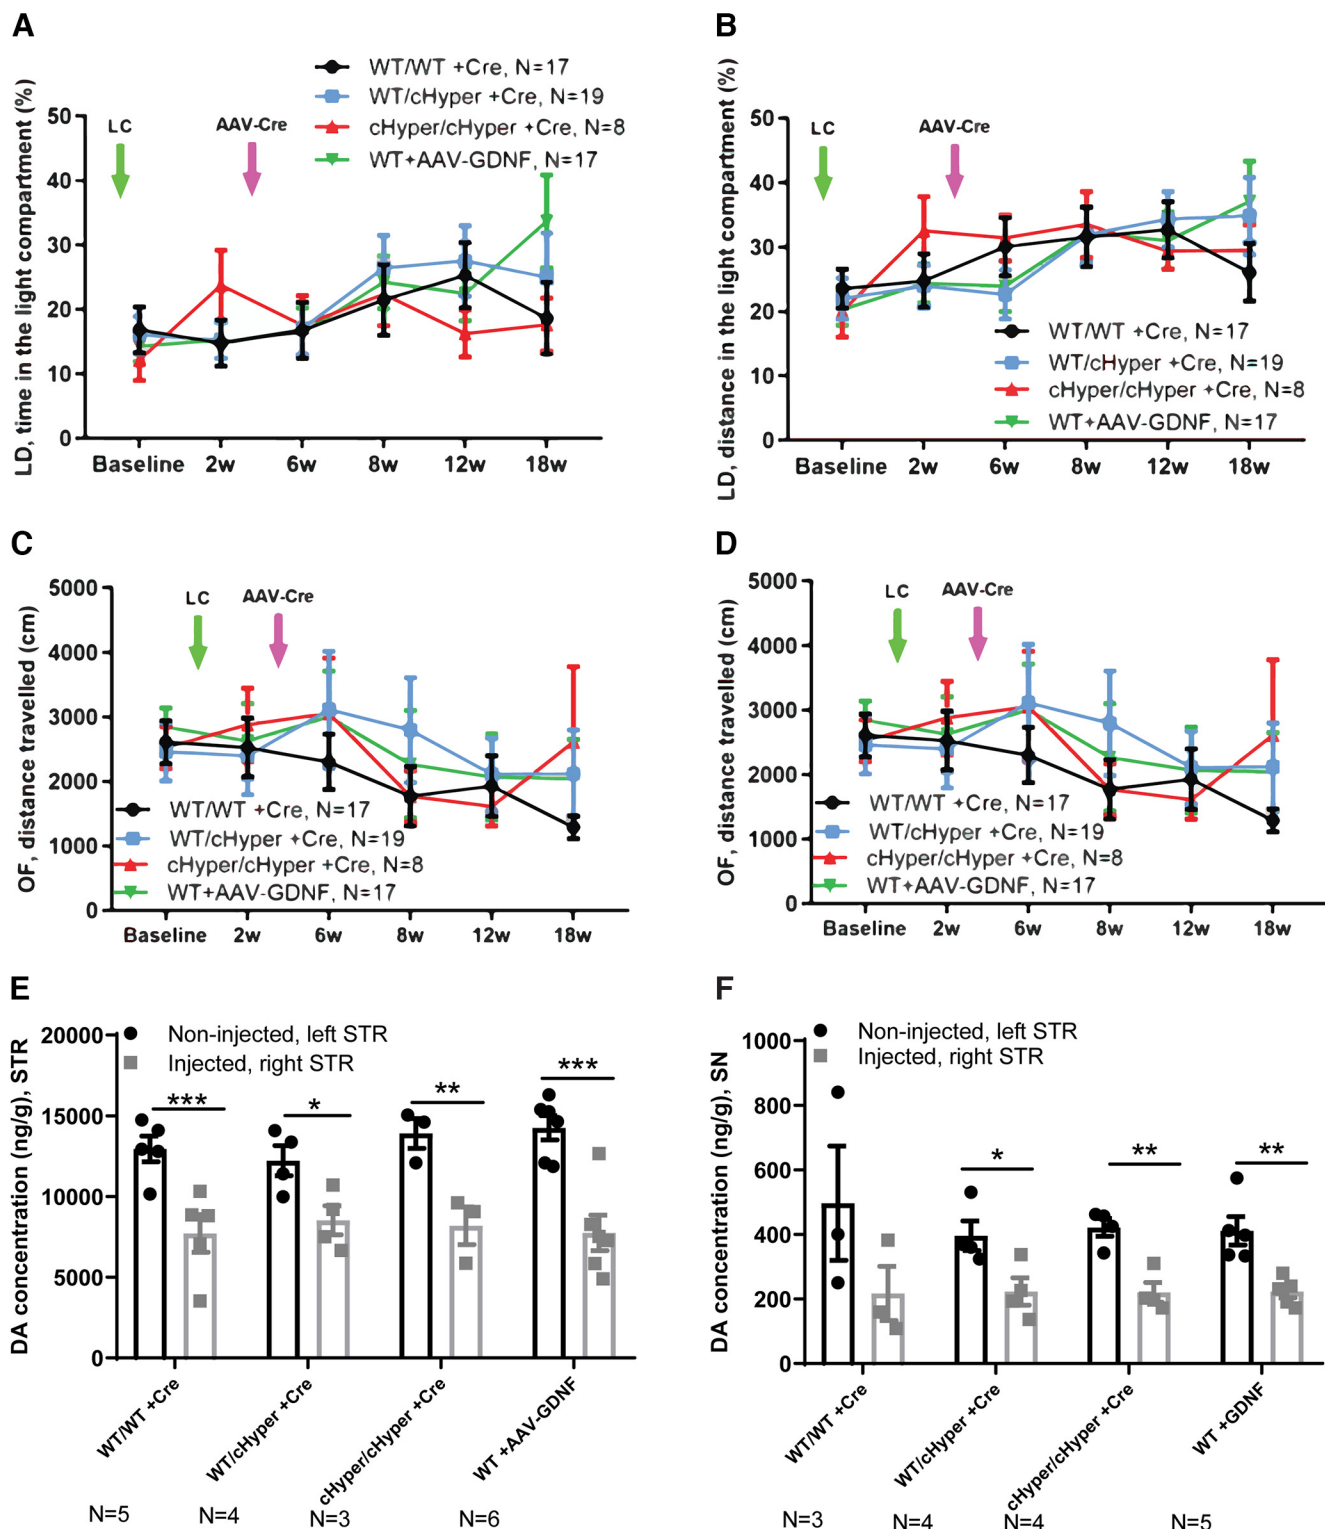 A
LD, time in the light compartment (%)
50
40
30
20
10
0
LC
AAV-Cre
WT/WT +Cre, N=17
WT/cHyper +Cre, N=19
cHyper/cHyper +Cre, N=8
WT+AAV-GDNF, N=17
Baseline 2w 6w 8w 12w 18w
B
LD, distance in the light compartment (%)
50
40
30
20
10
0
LC
AAV-Cre
WT/WT +Cre, N=17
WT/cHyper +Cre, N=19
cHyper/cHyper +Cre, N=8
WT+AAV-GDNF, N=17
Baseline 2w 6w 8w 12w 18w
C
OF, distance travelled (cm)
5000
4000
3000
2000
1000
0
LC
AAV-Cre
WT/WT +Cre, N=17
WT/cHyper +Cre, N=19
cHyper/cHyper +Cre, N=8
WT+AAV-GDNF, N=17
Baseline 2w 6w 8w 12w 18w
D
OF, distance travelled (cm)
5000
4000
3000
2000
1000
0
LC
AAV-Cre
WT/WT +Cre, N=17
WT/cHyper +Cre, N=19
cHyper/cHyper +Cre, N=8
WT+AAV-GDNF, N=17
Baseline 2w 6w 8w 12w 18w
E
DA concentration (ng/g), STR
20000
15000
10000
5000
0
Non-injected, left STR
Injected, right STR
*** * ** ***
WT/WT +Cre
WT/cHyper +Cre
cHyper/cHyper +Cre
WT +AAV-GDNF
N=5 N=4 N=3 N=6
F
DA concentration (ng/g), SN
1000
800
600
400
200
0
Non-injected, left STR
Injected, right STR
* ** **
WT/WT +Cre
WT/cHyper +Cre
cHyper/cHyper +Cre
WT +GDNF
N=3 N=4 N=4 N=5